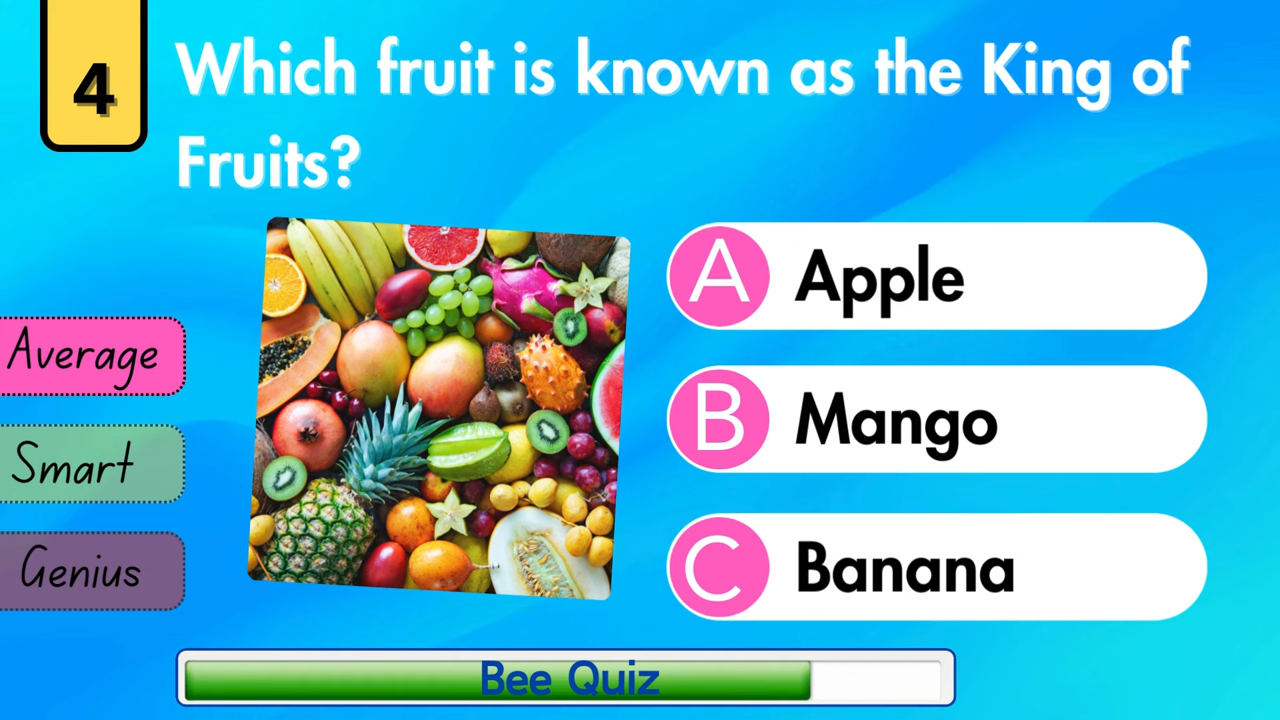 4
Which fruit is known as the King of
Fruits?
A Apple
B Mango
C Banana
Average
Smart
Genius
Bee Quiz